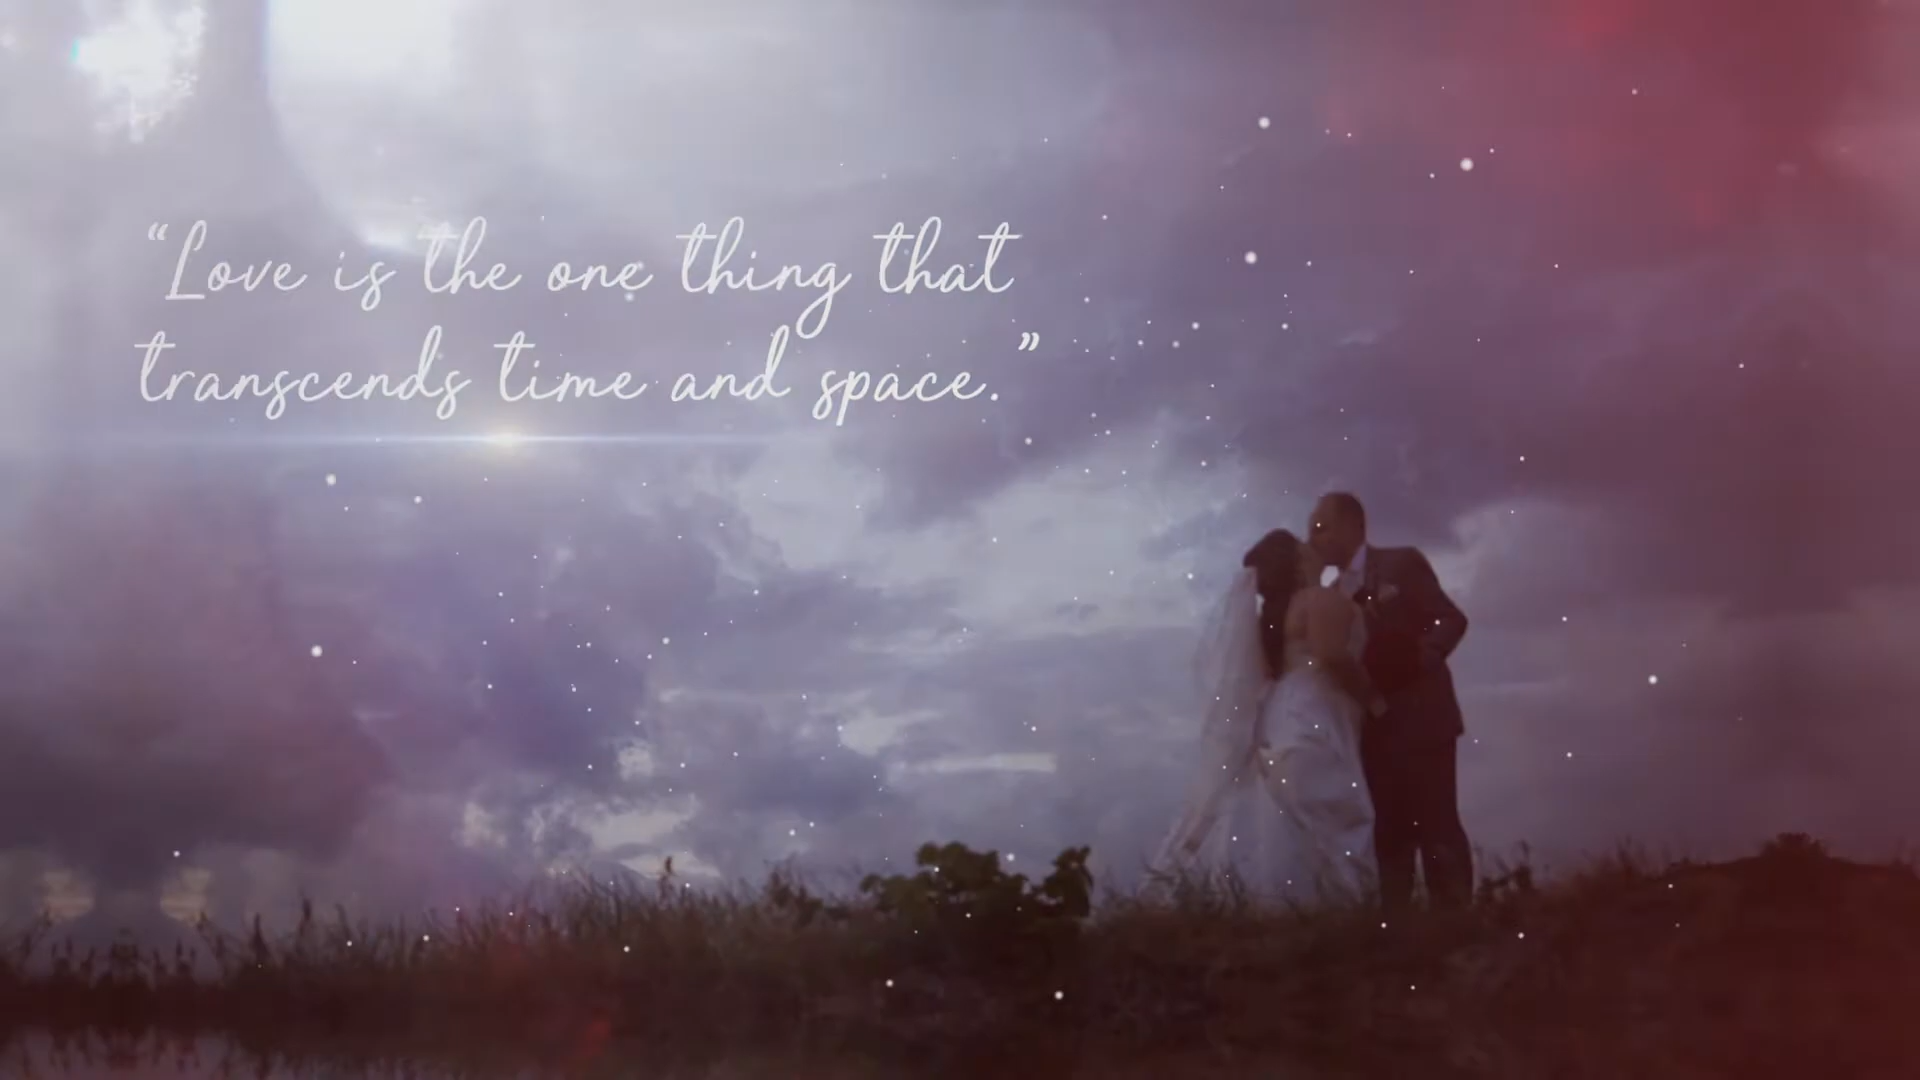 “Love is the one thing that
transcends time and space.”